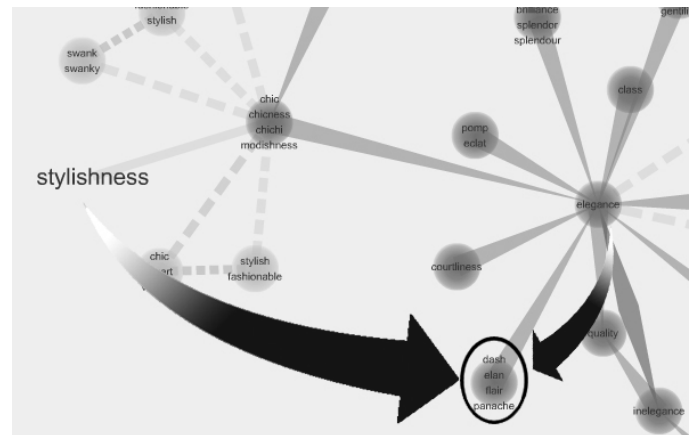 fashionable
stylish
swank
swanky
chic
chicness
chichi
modishness
stylishness
chic
stylish
fashionable
brilliance
splendor
splendour
class
pomp
eclat
elegance
courtliness
quality
dash
elan
flair
panache
inelegance